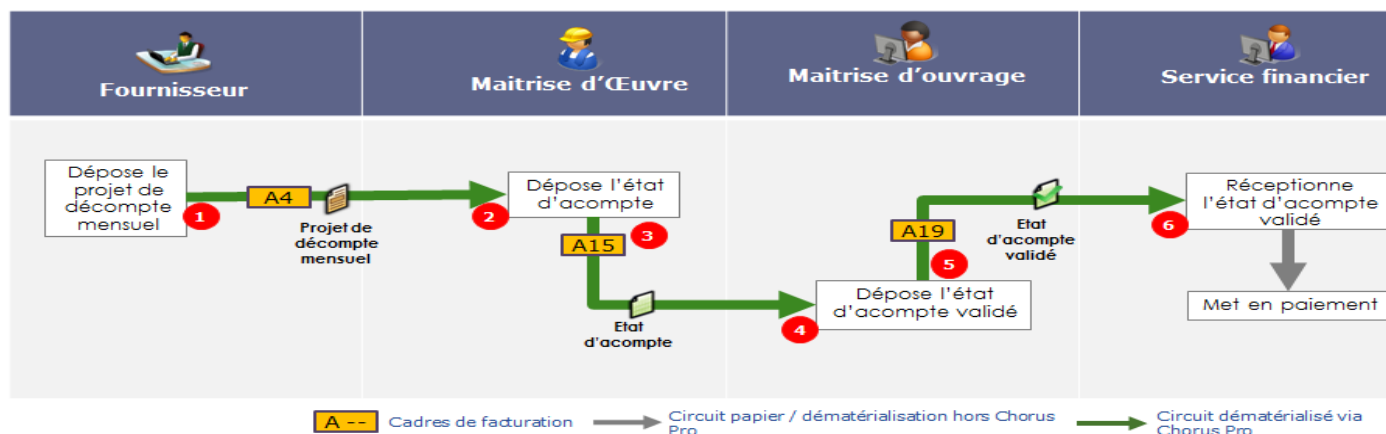 Fournisseur
Maitrise d'Œuvre
Maitrise d'ouvrage
Service financier
Dépose le
projet de
décompte
mensuel
1
A4
Projet de
décompte
mensuel
2
Dépose l'état
d'acompte
3
A15
Etat
d'acompte
4
Dépose l'état
d'acompte validé
5
A19
Etat
d'acompte
validé
6
Réceptionne
l'état d'acompte
validé
Met en paiement
A --
Cadres de facturation
Circuit papier / dématérialisation hors Chorus
Pro
Circuit dématérialisé via
Chorus Pro